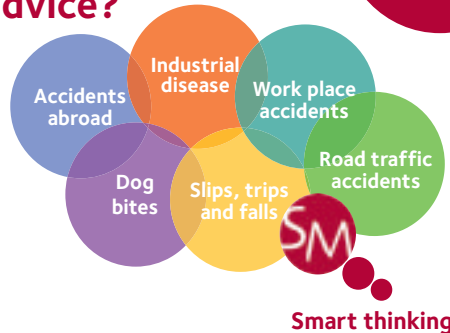 dvice?
Industrial
disease
Accidents
abroad
Work place
accidents
Road traffic
accidents
Dog
bites
Slips, trips
and falls
SM
Smart thinking